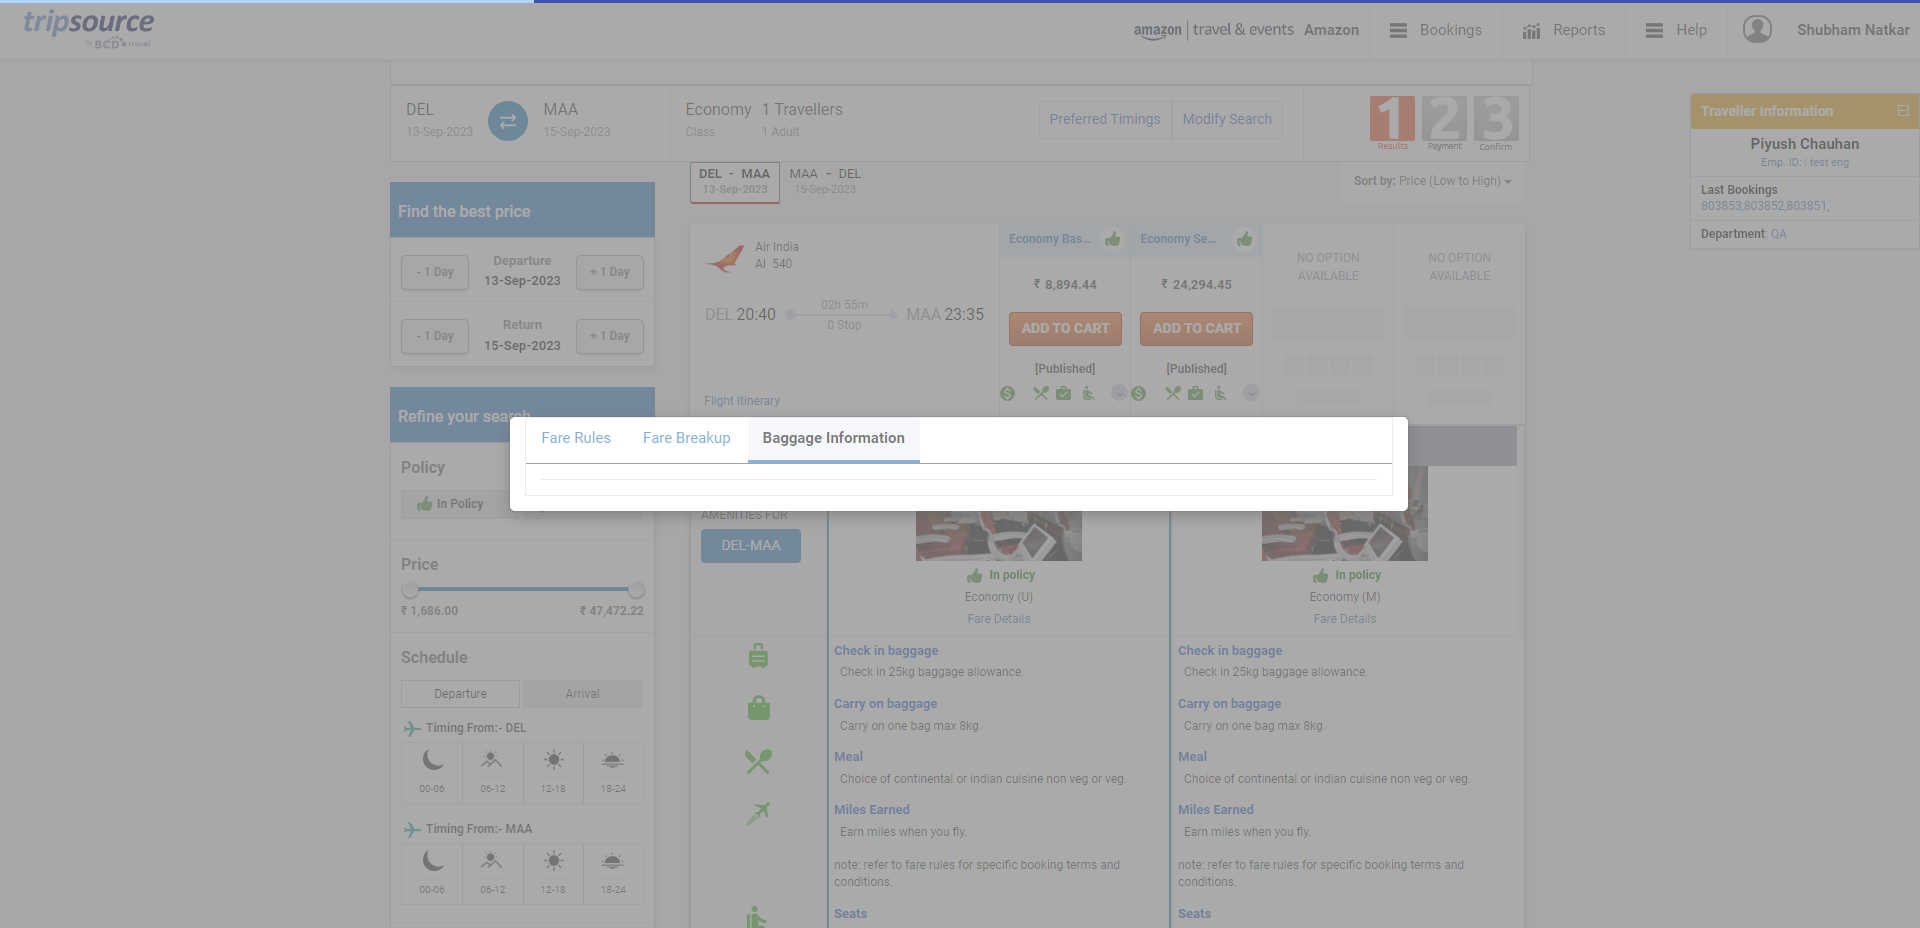 tripsource
by BCD travel
amazon | travel & events Amazon
Bookings
Reports
Help
Shubham Natkar
DEL
13-Sep-2023
MAA
15-Sep-2023
Economy
Class
1 Travellers
1 Adult
Preferred Timings
Modify Search
1 2 3
Results Payment Confirm
Traveller Information
Piyush Chauhan
Emp. ID: | test eng
Last Bookings
803853,803852,803851,
Department: QA
DEL - MAA
13-Sep-2023
MAA - DEL
15-Sep-2023
Sort by: Price (Low to High)
Find the best price
- 1 Day
Departure
13-Sep-2023
+ 1 Day
- 1 Day
Return
15-Sep-2023
+ 1 Day
Refine your search
Policy
In Policy
Price
₹ 1,686.00
₹ 47,472.22
Schedule
Departure
Arrival
Timing From:- DEL
00-06 06-12 12-18 18-24
Timing From:- MAA
00-06 06-12 12-18 18-24
Air India
AI 540
DEL 20:40
02h 55m
0 Stop
MAA 23:35
Flight Itinerary
Economy Bas...
₹ 8,894.44
ADD TO CART
[Published]
Economy Se...
₹ 24,294.45
ADD TO CART
[Published]
NO OPTION
AVAILABLE
NO OPTION
AVAILABLE
Fare Rules
Fare Breakup
Baggage Information
AMENITIES FOR
DEL-MAA
In policy
Economy (U)
Fare Details
In policy
Economy (M)
Fare Details
Check in baggage
Check in 25kg baggage allowance.
Carry on baggage
Carry on one bag max 8kg.
Meal
Choice of continental or indian cuisine non veg or veg.
Miles Earned
Earn miles when you fly.
note: refer to fare rules for specific booking terms and
conditions.
Seats
Check in baggage
Check in 25kg baggage allowance.
Carry on baggage
Carry on one bag max 8kg.
Meal
Choice of continental or indian cuisine non veg or veg.
Miles Earned
Earn miles when you fly.
note: refer to fare rules for specific booking terms and
conditions.
Seats